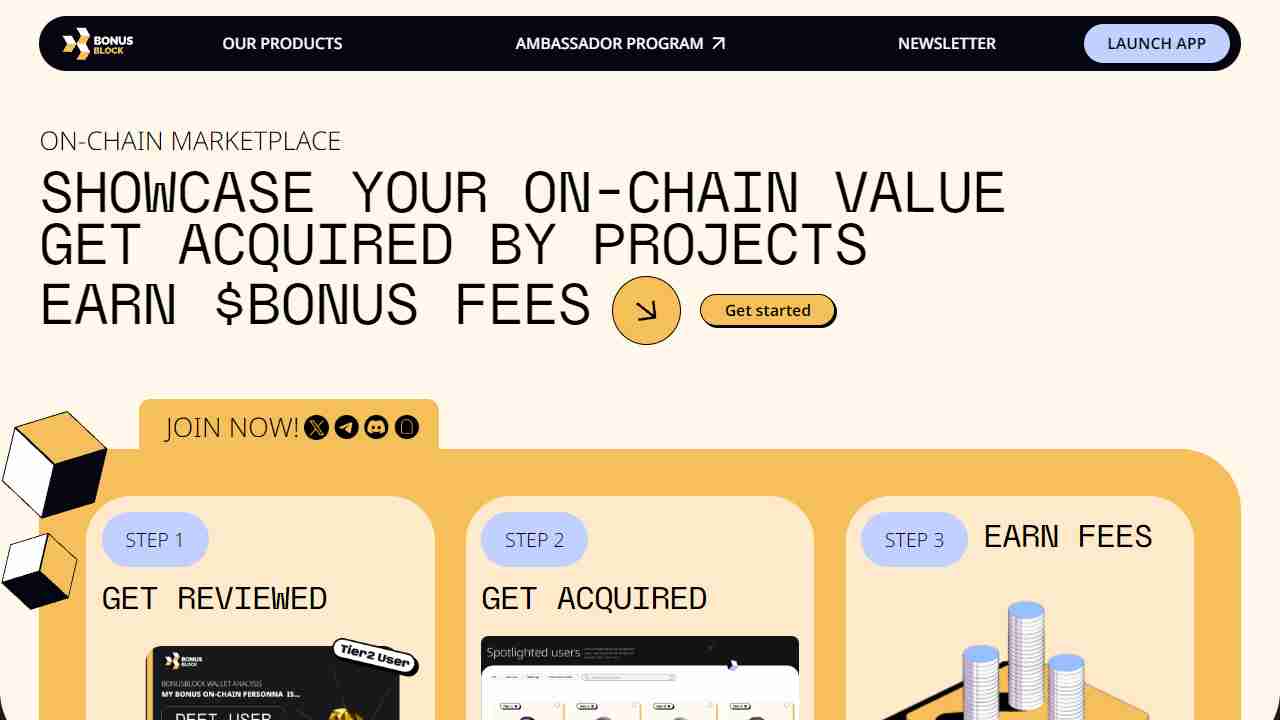 BONUS
BLOCK
OUR PRODUCTS
AMBASSADOR PROGRAM
NEWSLETTER
LAUNCH APP
ON-CHAIN MARKETPLACE
SHOWCASE YOUR ON-CHAIN VALUE
GET ACQUIRED BY PROJECTS
EARN $BONUS FEES
Get started
JOIN NOW!
STEP 1
GET REVIEWED
STEP 2
GET ACQUIRED
STEP 3
EARN FEES
BONUS
BLOCK
Tier2 User
BONUSBLOCK WALLET ANALYSIS
MY BONUS ON-CHAIN PERSONNA IS...
DEFI USER
Spotlighted users